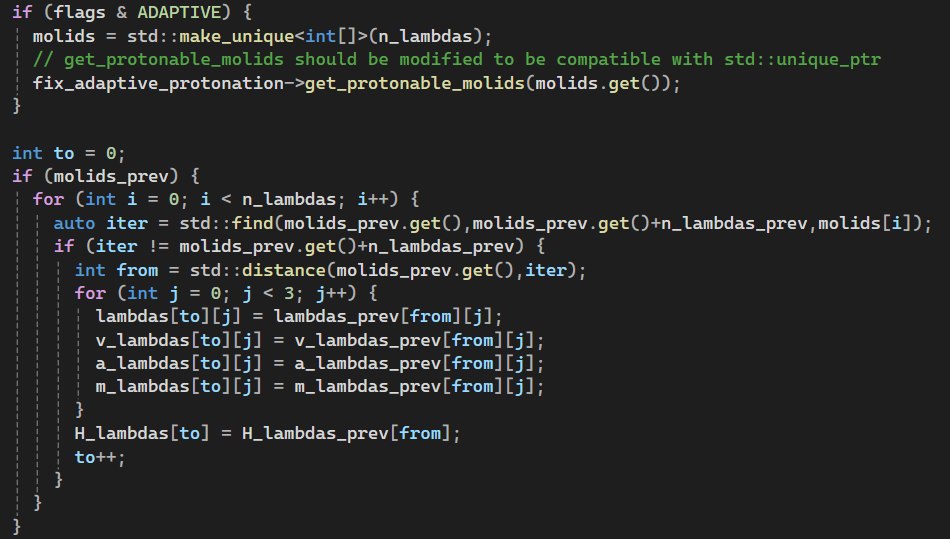 if (flags & ADAPTIVE) {
  molids = std::make_unique<int[]>(n_lambdas);
  // get_protonable_molids should be modified to be compatible with std::unique_ptr
  fix_adaptive_protonation->get_protonable_molids(molids.get());
}

int to = 0;
if (molids_prev) {
  for (int i = 0; i < n_lambdas; i++) {
    auto iter = std::find(molids_prev.get(),molids_prev.get()+n_lambdas_prev,molids[i]);
    if (iter != molids_prev.get()+n_lambdas_prev) {
      int from = std::distance(molids_prev.get(),iter);
      for (int j = 0; j < 3; j++) {
        lambdas[to][j] = lambdas_prev[from][j];
        v_lambdas[to][j] = v_lambdas_prev[from][j];
        a_lambdas[to][j] = a_lambdas_prev[from][j];
        m_lambdas[to][j] = m_lambdas_prev[from][j];
      }
      H_lambdas[to] = H_lambdas_prev[from];
      to++;
    }
  }
}